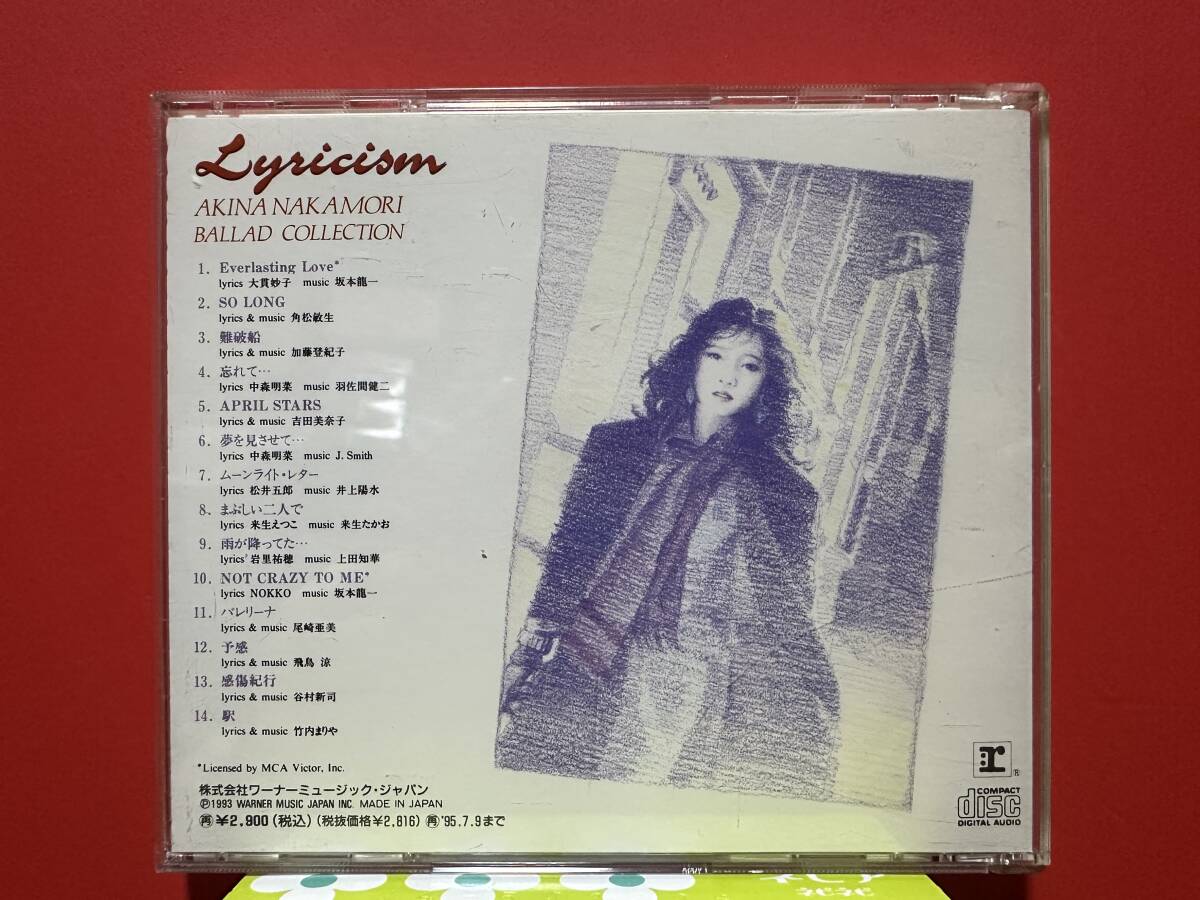 Lyricism
AKINA NAKAMORI
BALLAD COLLECTION
1. Everlasting Love*
lyrics 大貫妙子 music 坂本龍一
2. SO LONG
lyrics & music 角松敏生
3. 難破船
lyrics & music 加藤登紀子
4. 忘れて…
lyrics 中森明菜 music 羽佐間健二
5. APRIL STARS
lyrics & music 吉田美奈子
6. 夢を見させて…
lyrics 中森明菜 music J. Smith
7. ムーンライト・レター
lyrics 松井五郎 music 井上陽水
8. まぶしい二人で
lyrics 来生えつこ music 来生たかお
9. 雨が降ってた…
lyrics 岩里祐穂 music 上田知華
10. NOT CRAZY TO ME*
lyrics NOKKO music 坂本龍一
11. バレリーナ
lyrics & music 尾崎亜美
12. 予感
lyrics & music 飛鳥 涼
13. 感傷紀行
lyrics & music 谷村新司
14. 駅
lyrics & music 竹内まりや
*Licensed by MCA Victor, Inc.
株式会社ワーナーミュージック・ジャパン
Ⓟ1993 WARNER MUSIC JAPAN INC. MADE IN JAPAN
㊢¥2,900(税込)(税抜価格¥2,816) ㊢'95.7.9まで
r®
COMPACT
disc
DIGITAL AUDIO